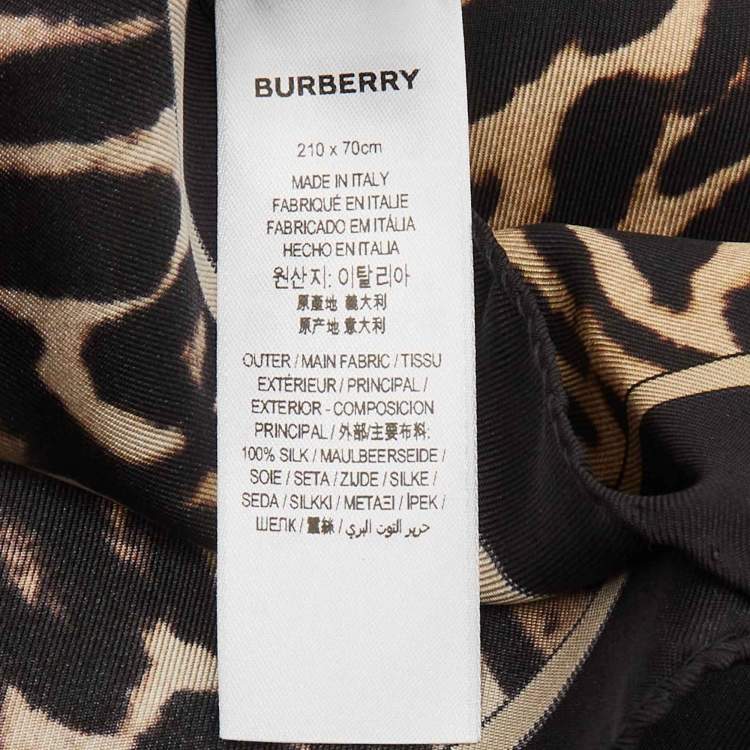 BURBERRY
210 x 70cm
MADE IN ITALY
FABRIQUÉ EN ITALIE
FABRICADO EM ITÁLIA
HECHO EN ITALIA
원산지: 이탈리아
原產地 義大利
原产地 意大利
OUTER / MAIN FABRIC / TISSU
EXTÉRIEUR / PRINCIPAL /
EXTERIOR - COMPOSICION
PRINCIPAL / 外部/主要布料:
100% SILK / MAULBEERSEIDE /
SOIE / SETA / ZIJDE / SILKE /
SEDA / SILKKI / ΜΕΤΑΞΙ / İPEK /
ШЕЛК / 蠶絲 / حرير التوت البري